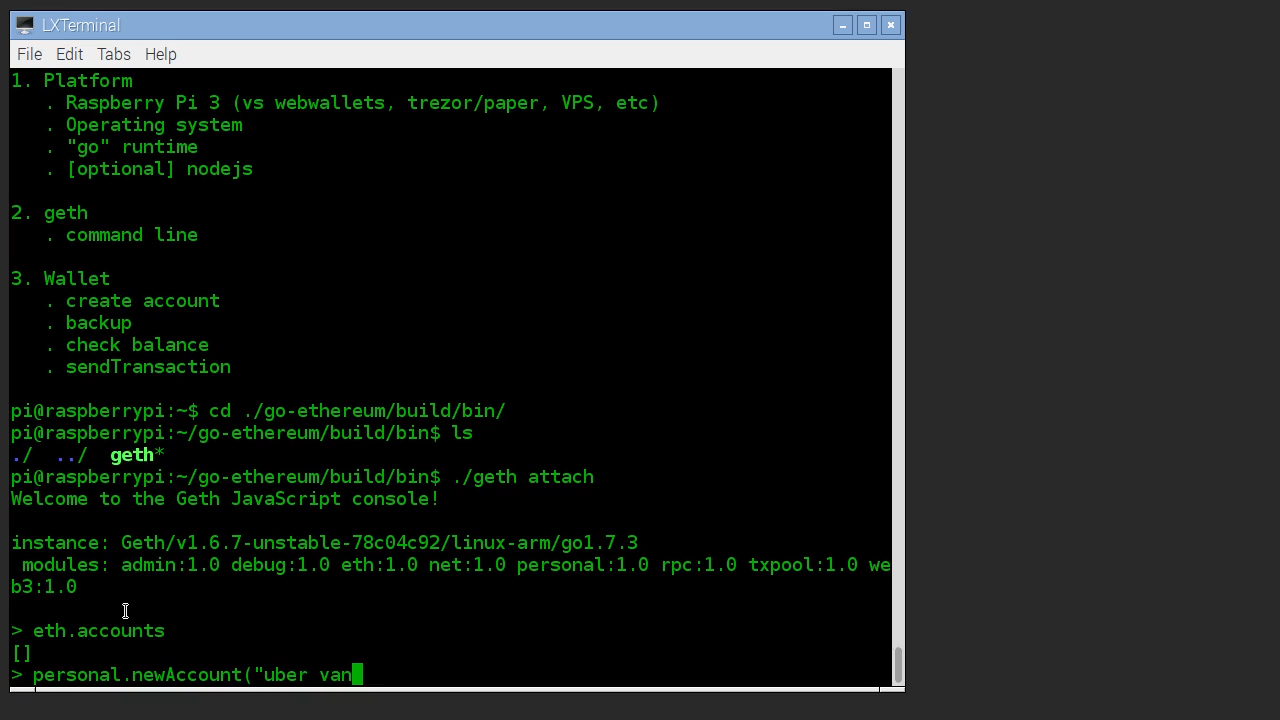 LXTerminal
File Edit Tabs Help
1. Platform
. Raspberry Pi 3 (vs webwallets, trezor/paper, VPS, etc)
. Operating system
. "go" runtime
. [optional] nodejs
2. geth
. command line
3. Wallet
. create account
. backup
. check balance
. sendTransaction
pi@raspberrypi:~$ cd ./go-ethereum/build/bin/
pi@raspberrypi:~/go-ethereum/build/bin$ ls
./ ../ geth*
pi@raspberrypi:~/go-ethereum/build/bin$ ./geth attach
Welcome to the Geth JavaScript console!
instance: Geth/v1.6.7-unstable-78c04c92/linux-arm/go1.7.3
modules: admin:1.0 debug:1.0 eth:1.0 net:1.0 personal:1.0 rpc:1.0 txpool:1.0 we
b3:1.0
> eth.accounts
[]
> personal.newAccount("uber van